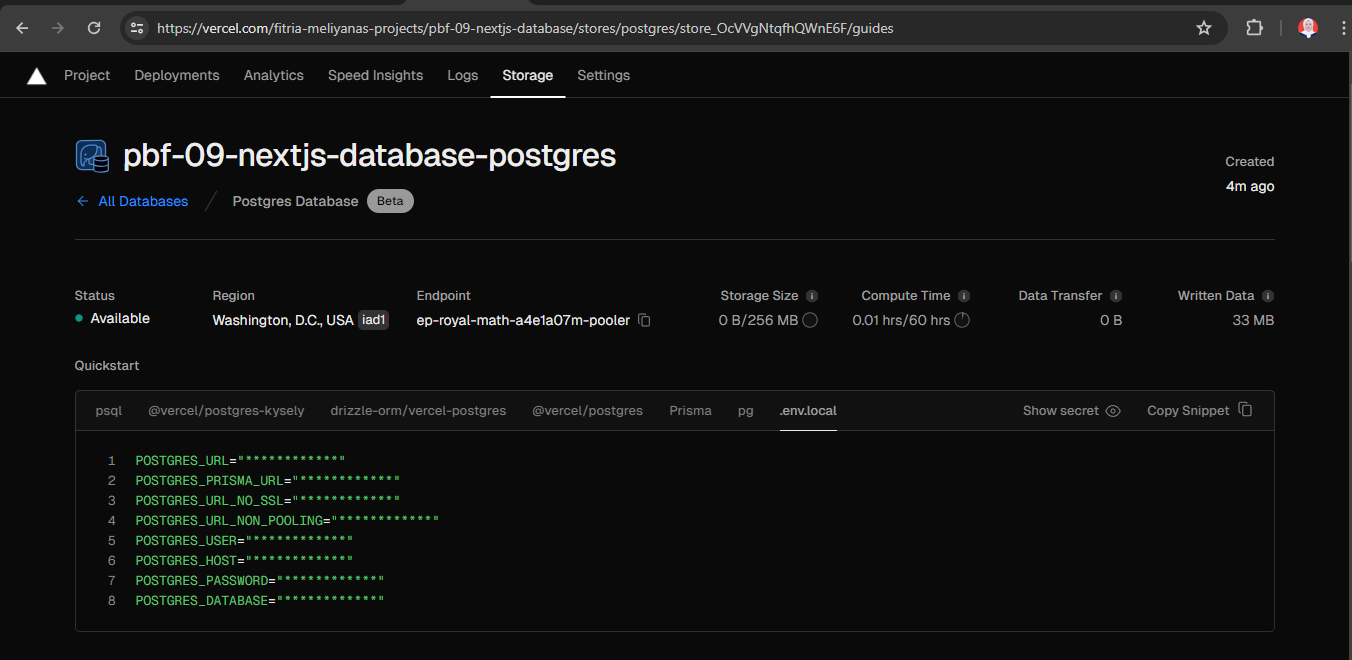 https://vercel.com/fitria-meliyanas-projects/pbf-09-nextjs-database/stores/postgres/store_OcVVgNtqfhQWnE6F/guides
Project Deployments Analytics Speed Insights Logs Storage Settings
pbf-09-nextjs-database-postgres
Created
4m ago
← All Databases / Postgres Database Beta
Status Region Endpoint Storage Size Compute Time Data Transfer Written Data
Available Washington, D.C., USA iad1 ep-royal-math-a4e1a07m-pooler 0 B/256 MB 0.01 hrs/60 hrs 0 B 33 MB
Quickstart
psql @vercel/postgres-kysely drizzle-orm/vercel-postgres @vercel/postgres Prisma pg .env.local Show secret Copy Snippet
1 POSTGRES_URL="************"
2 POSTGRES_PRISMA_URL="************"
3 POSTGRES_URL_NO_SSL="************"
4 POSTGRES_URL_NON_POOLING="************"
5 POSTGRES_USER="************"
6 POSTGRES_HOST="************"
7 POSTGRES_PASSWORD="************"
8 POSTGRES_DATABASE="************"